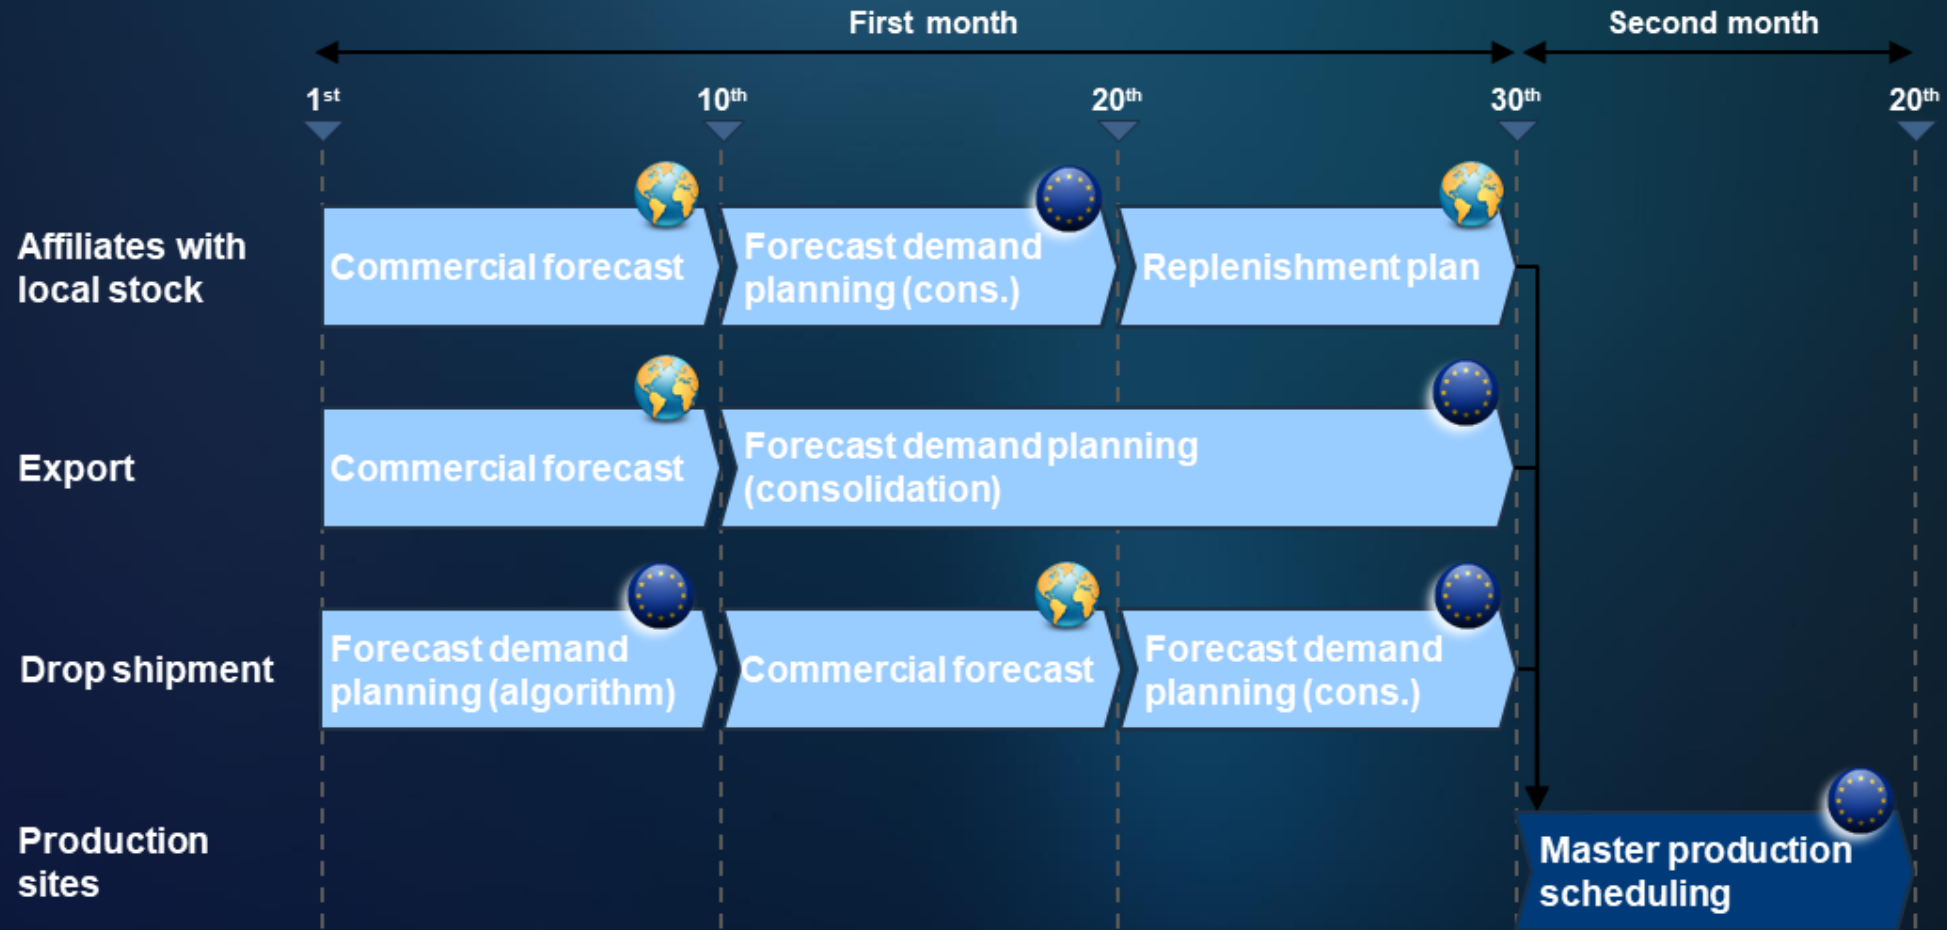 First month
Second month
1st
10th
20th
30th
20th
Affiliates with
local stock
Commercial forecast
Forecast demand
planning (cons.)
Replenishment plan
Export
Commercial forecast
Forecast demand planning
(consolidation)
Drop shipment
Forecast demand
planning (algorithm)
Commercial forecast
Forecast demand
planning (cons.)
Production
sites
Master production
scheduling